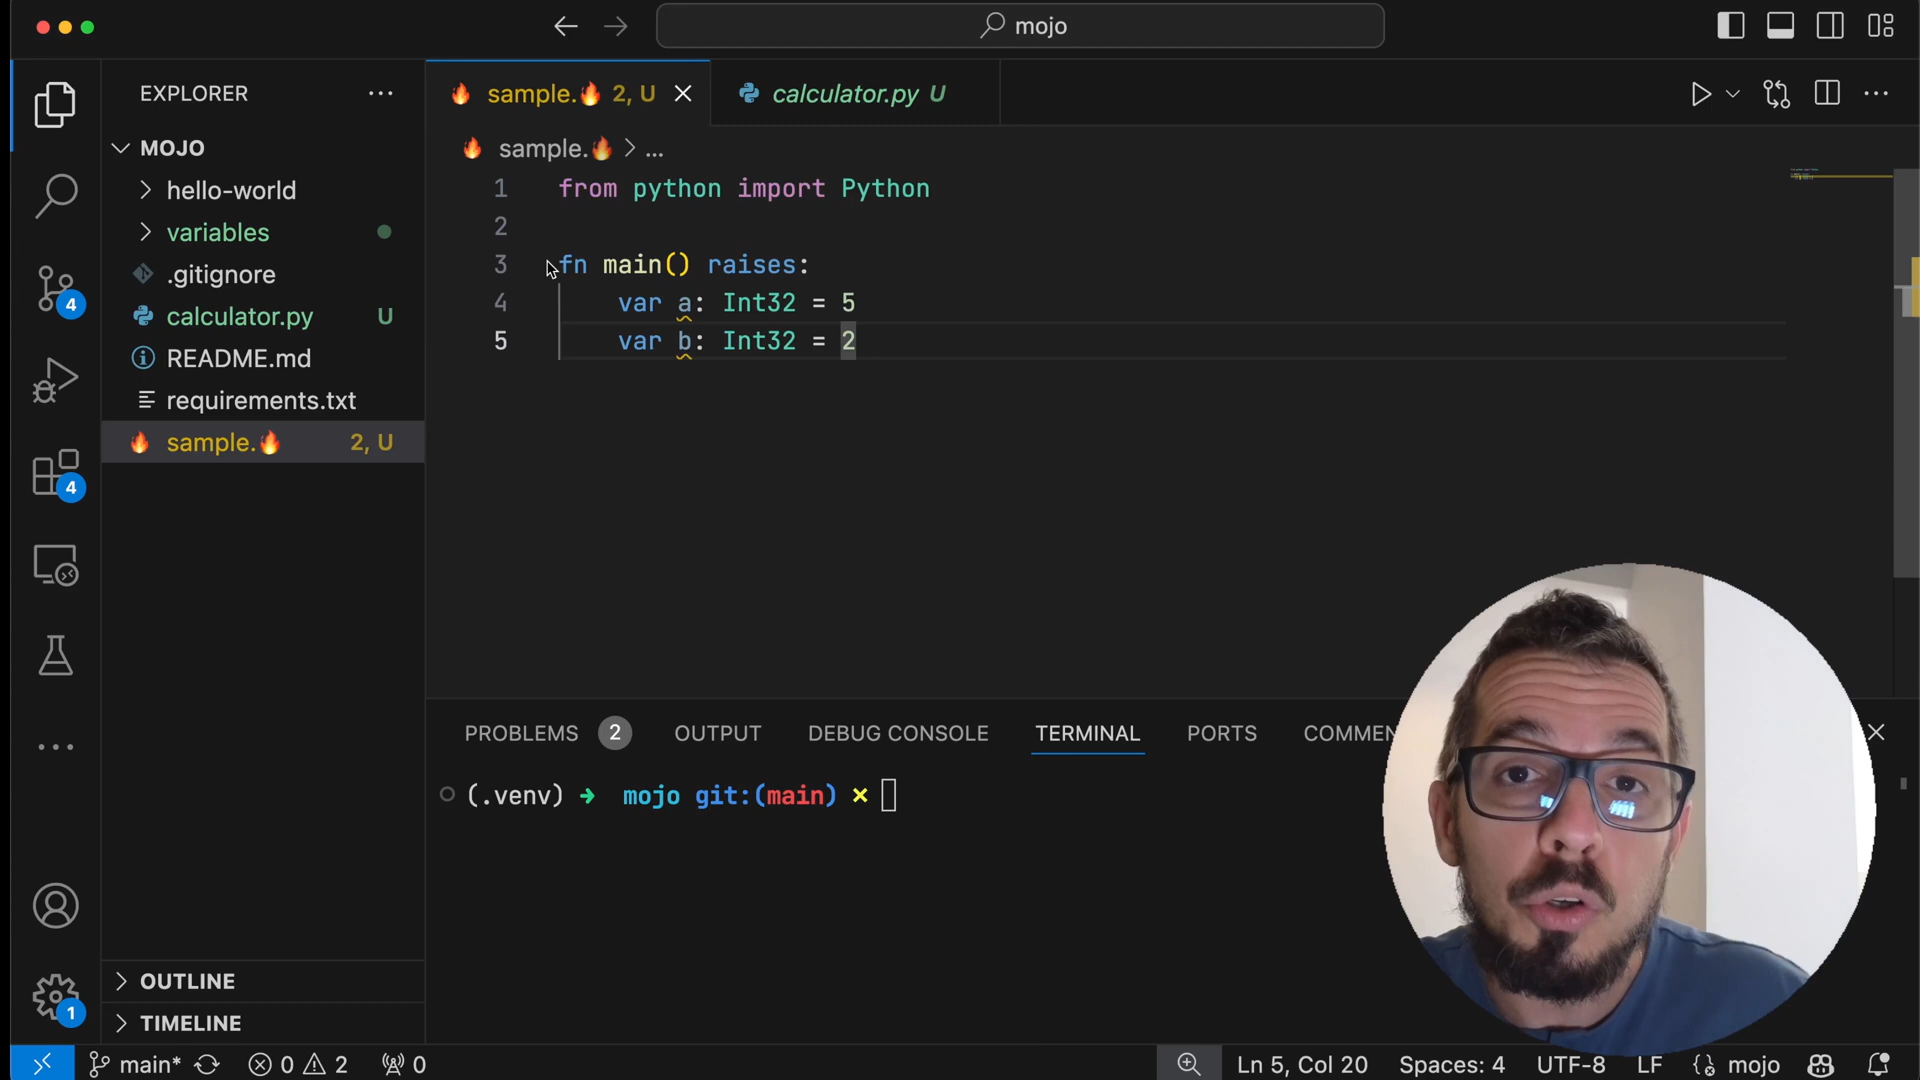 mojo
EXPLORER
MOJO
hello-world
variables
.gitignore
calculator.py U
README.md
requirements.txt
sample.🔥 2, U
OUTLINE
TIMELINE
4
4
1
sample.🔥 2, U
calculator.py U
sample.🔥 > ...
1 from python import Python
2
3 fn main() raises:
4 var a: Int32 = 5
5 var b: Int32 = 2
PROBLEMS 2 OUTPUT DEBUG CONSOLE TERMINAL PORTS COMMEN
(.venv) ➜ mojo git:(main) ✗
main* 0 2 0 Ln 5, Col 20 Spaces: 4 UTF-8 LF mojo